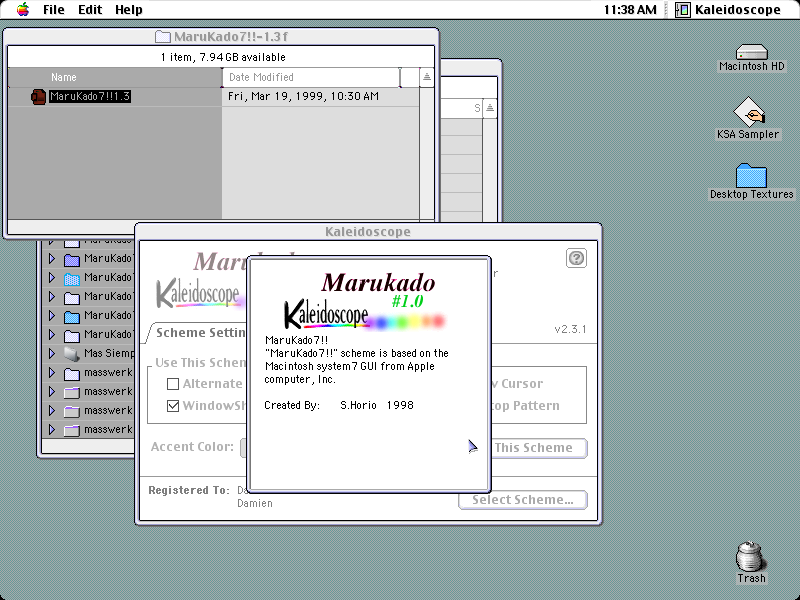 File Edit Help
11:38 AM Kaleidoscope
MaruKado7!!-1.3f
1 item, 7.94 GB available
Name Date Modified
MaruKado7!!1.3 Fri, Mar 19, 1999, 10:30 AM
S
Macintosh HD
KSA Sampler
Desktop Textures
Kaleidoscope
MaruKado7
MaruKado7
MaruKado7
MaruKado7
MaruKado7
MaruKado7
Mas Siemp
masswerk
masswerk
masswerk
masswerk
Kaleidoscope
v2.3.1
Scheme Settin
Use This Schem
Alternate
v Cursor
WindowSh
top Pattern
Accent Color:
This Scheme
Registered To: Da
Damien
Select Scheme...
Marukado
#1.0
Kaleidoscope
MaruKado7!!
"MaruKado7!!" scheme is based on the
Macintosh system7 GUI from Apple
computer, Inc.
Created By: S.Horio 1998
Trash